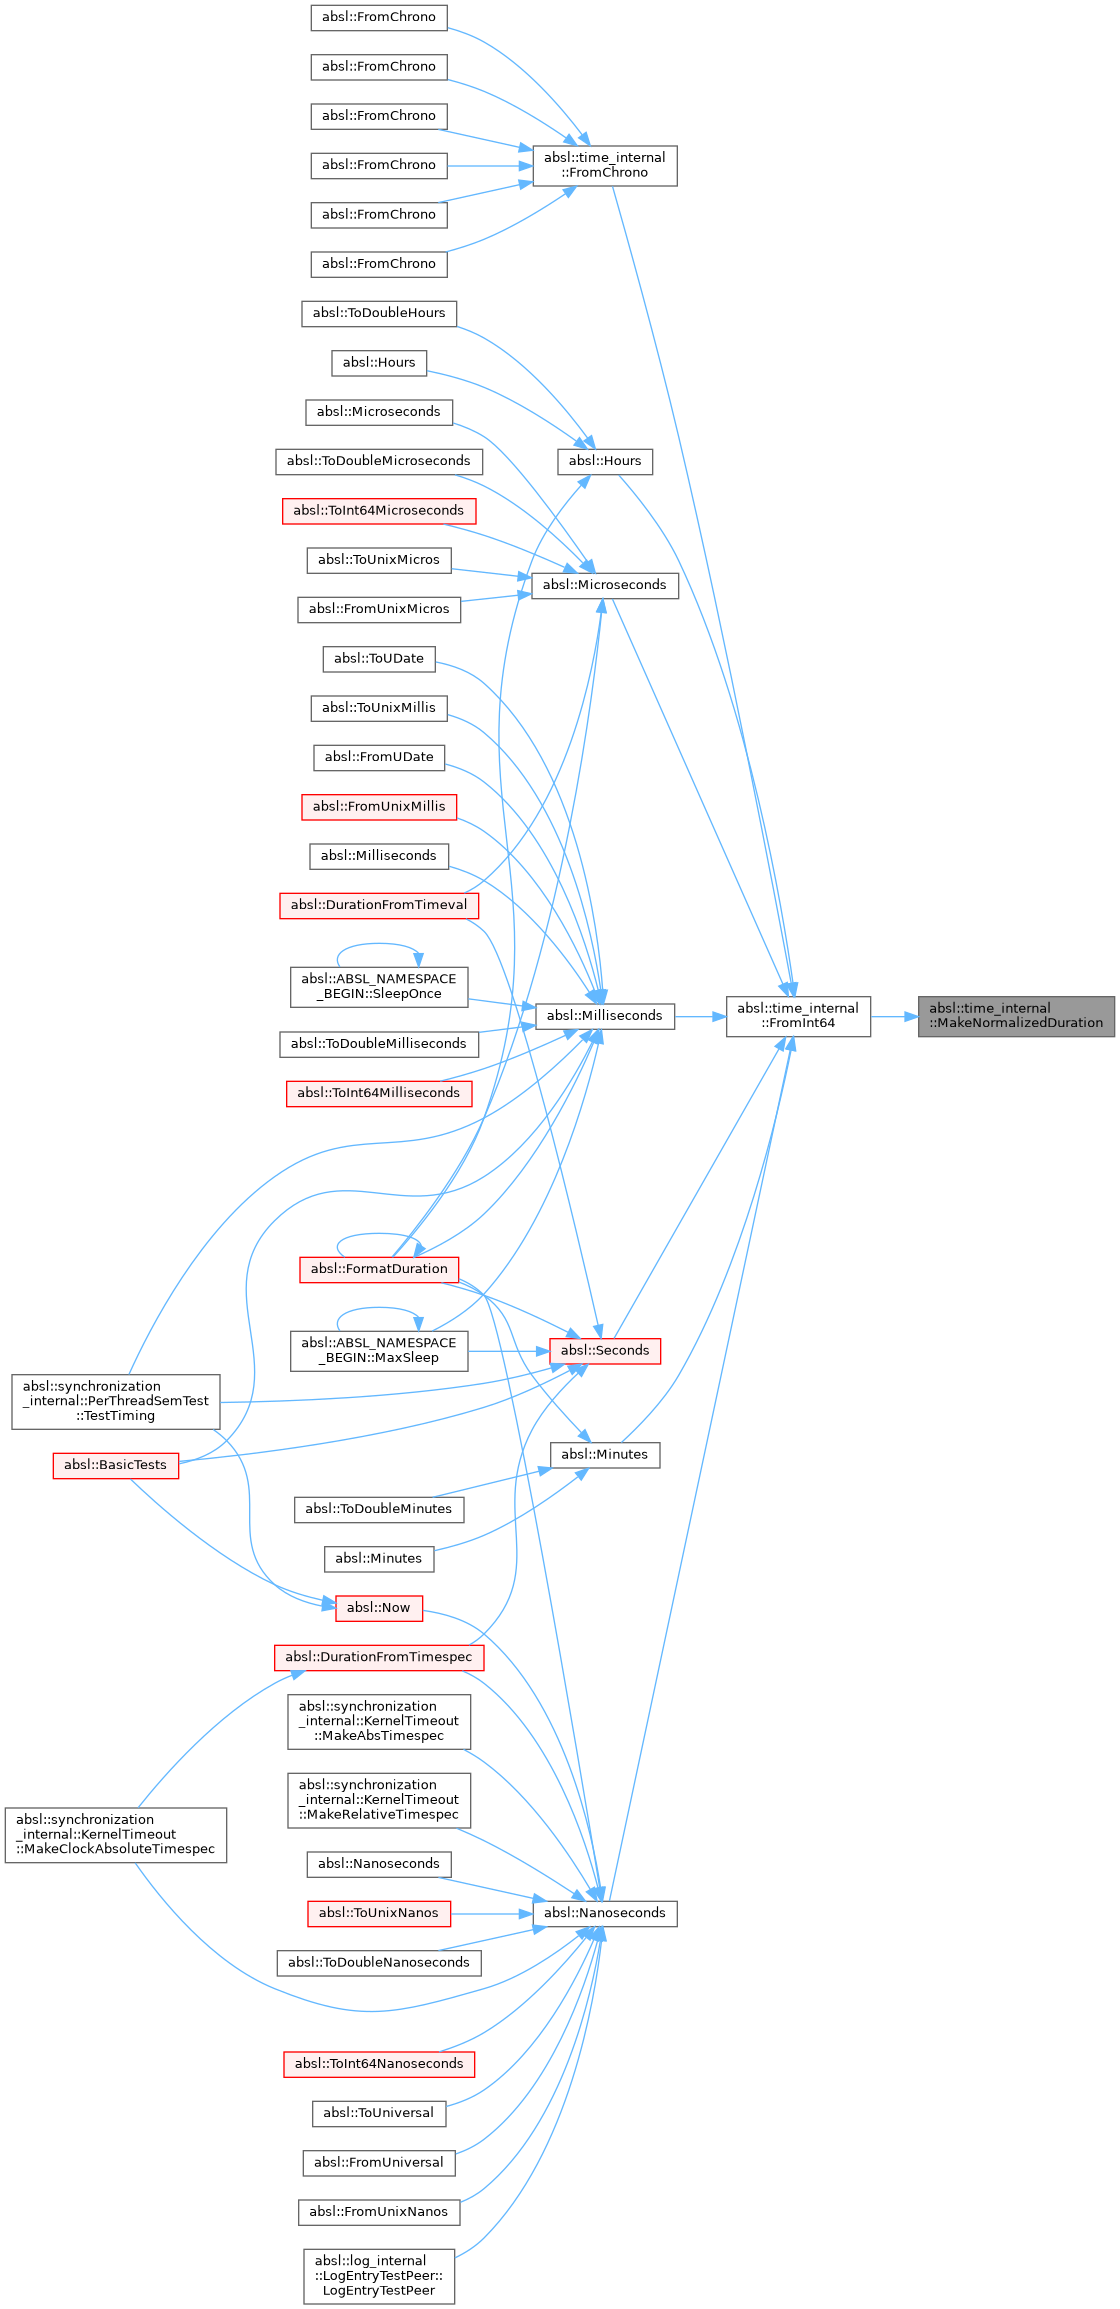 absl::FromChrono
absl::FromChrono
absl::FromChrono
absl::time_internal
::FromChrono
absl::FromChrono
absl::FromChrono
absl::FromChrono
absl::ToDoubleHours
absl::Hours
absl::Microseconds
absl::ToDoubleMicroseconds
absl::Hours
absl::ToInt64Microseconds
absl::ToUnixMicros
absl::Microseconds
absl::FromUnixMicros
absl::ToUDate
absl::ToUnixMillis
absl::FromUDate
absl::FromUnixMillis
absl::Milliseconds
absl::DurationFromTimeval
absl::ABSL_NAMESPACE
_BEGIN::SleepOnce
absl::Milliseconds
absl::time_internal
::FromInt64
absl::time_internal
::MakeNormalizedDuration
absl::ToDoubleMilliseconds
absl::ToInt64Milliseconds
absl::FormatDuration
absl::ABSL_NAMESPACE
_BEGIN::MaxSleep
absl::Seconds
absl::synchronization
_internal::PerThreadSemTest
::TestTiming
absl::BasicTests
absl::Minutes
absl::ToDoubleMinutes
absl::Minutes
absl::Now
absl::DurationFromTimespec
absl::synchronization
_internal::KernelTimeout
::MakeAbsTimespec
absl::synchronization
_internal::KernelTimeout
::MakeRelativeTimespec
absl::synchronization
_internal::KernelTimeout
::MakeClockAbsoluteTimespec
absl::Nanoseconds
absl::ToUnixNanos
absl::Nanoseconds
absl::ToDoubleNanoseconds
absl::ToInt64Nanoseconds
absl::ToUniversal
absl::FromUniversal
absl::FromUnixNanos
absl::log_internal
::LogEntryTestPeer::
LogEntryTestPeer